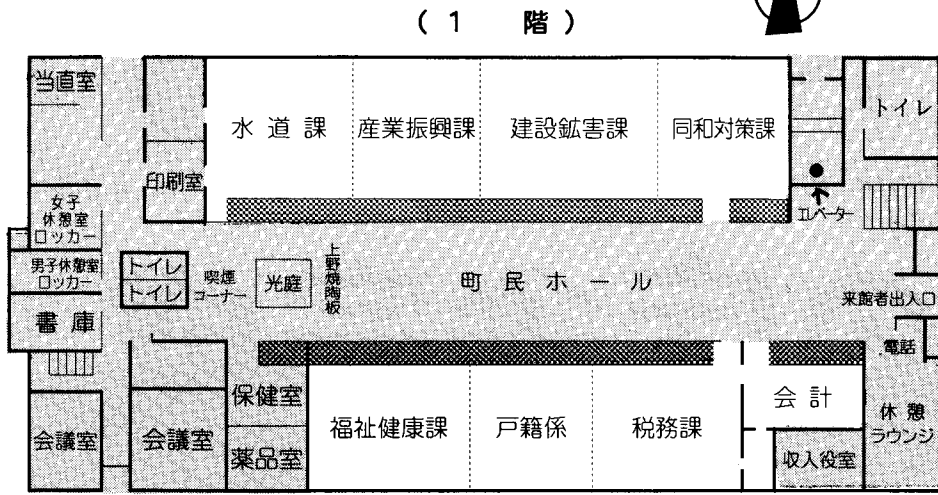 (1 階)
当直室
水道課
産業振興課
建設鉱害課
同和対策課
トイレ
印刷室
女子
休憩室
ロッカー
エレベーター
男子休憩室
ロッカー
トイレ
トイレ
喫煙
コーナー
光庭
上野焼陶板
町民ホール
来館者出入口
書庫
電話
保健室
会計
会議室
会議室
薬品室
福祉健康課
戸籍係
税務課
休憩
ラウンジ
収入役室